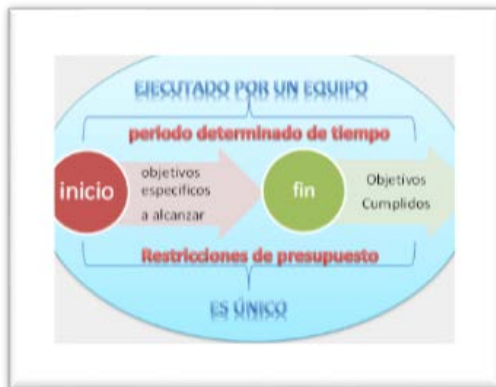 EJECUTADO POR UN EQUIPO
periodo determinado de tiempo
inicio
objetivos
específicos
a alcanzar
fin
Objetivos
Cumplidos
Restricciones de presupuesto
ES ÚNICO